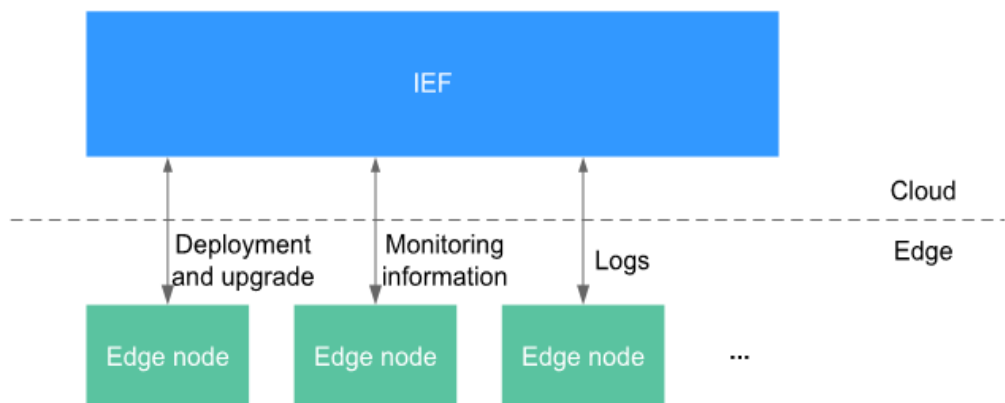 IEF
Cloud
Edge
Deployment
and upgrade
Monitoring
information
Logs
Edge node
Edge node
Edge node
...